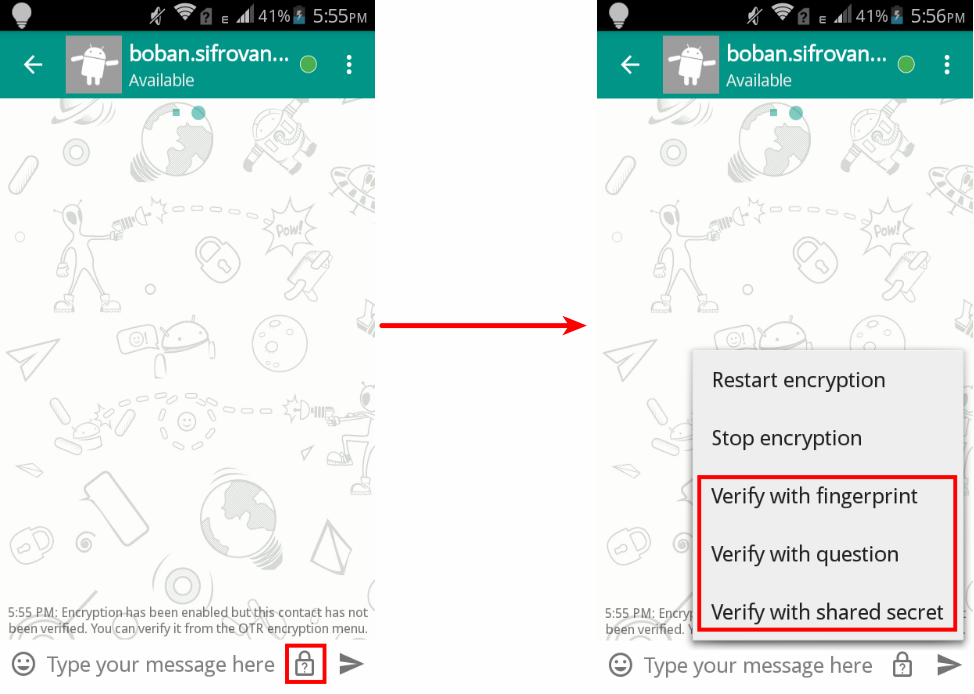 E 41% 5:55PM
boban.sifrovan...
Available
Pow!
5:55 PM: Encryption has been enabled but this contact has not
been verified. You can verify it from the OTR encryption menu.
Type your message here
?
E 41% 5:56PM
boban.sifrovan...
Available
Pow!
Restart encryption
Stop encryption
Verify with fingerprint
Verify with question
Verify with shared secret
5:55 PM: Encry
been verified. Y
Type your message here
?